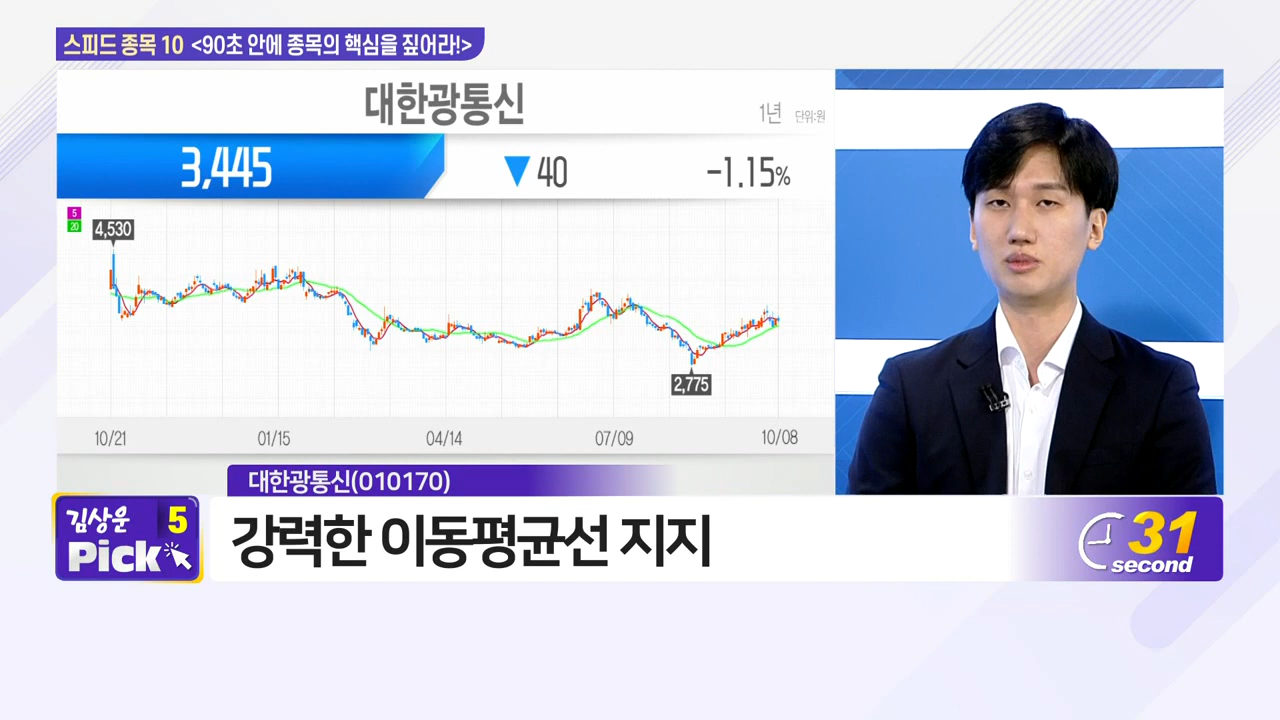 스피드 종목 10 <90초 안에 종목의 핵심을 짚어라!>
대한광통신
1년 단위:원
3,445 ▼40 -1.15%
5
20
4,530
2,775
10/21 01/15 04/14 07/09 10/08
대한광통신(010170)
김상운 5
Pick
강력한 이동평균선 지지
31
second